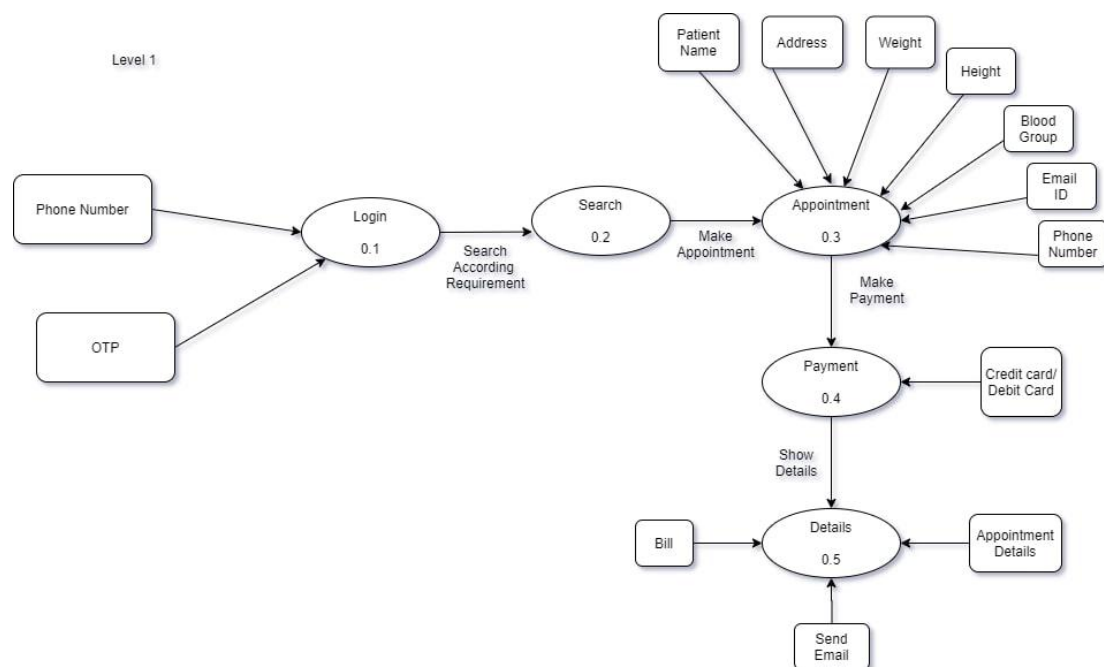 Level 1
Patient
Name
Address
Weight
Height
Blood
Group
Email
ID
Phone
Number
Phone Number
OTP
Login
0.1
Search
According
Requirement
Search
0.2
Make
Appointment
Appointment
0.3
Make
Payment
Payment
0.4
Credit card/
Debit Card
Show
Details
Details
0.5
Bill
Appointment
Details
Send
Email